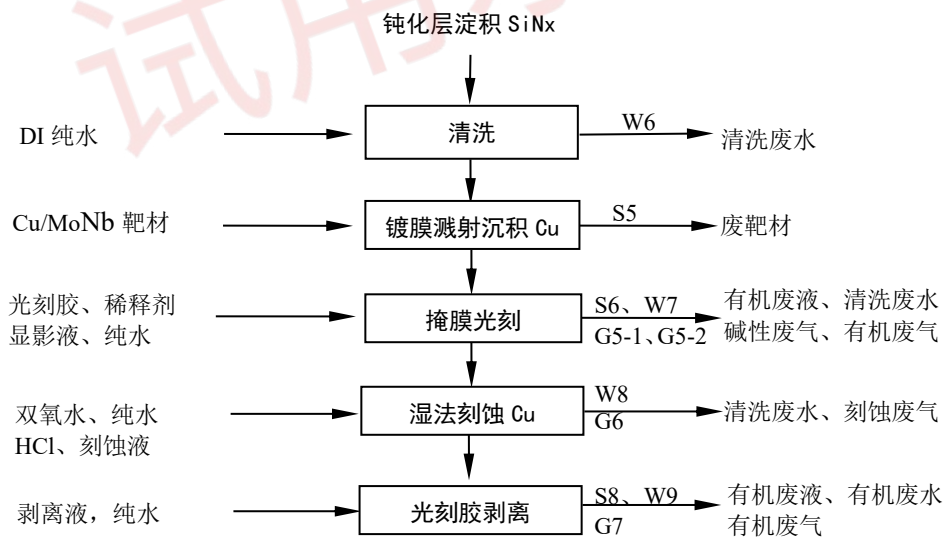 试用
钝化层淀积 SiNx
DI 纯水
清洗
W6
清洗废水
Cu/MoNb 靶材
镀膜溅射沉积 Cu
S5
废靶材
光刻胶、稀释剂
显影液、纯水
掩膜光刻
S6、W7
G5-1、G5-2
有机废液、清洗废水
碱性废气、有机废气
双氧水、纯水
HCl、刻蚀液
湿法刻蚀 Cu
W8
G6
清洗废水、刻蚀废气
剥离液，纯水
光刻胶剥离
S8、W9
G7
有机废液、有机废水
有机废气